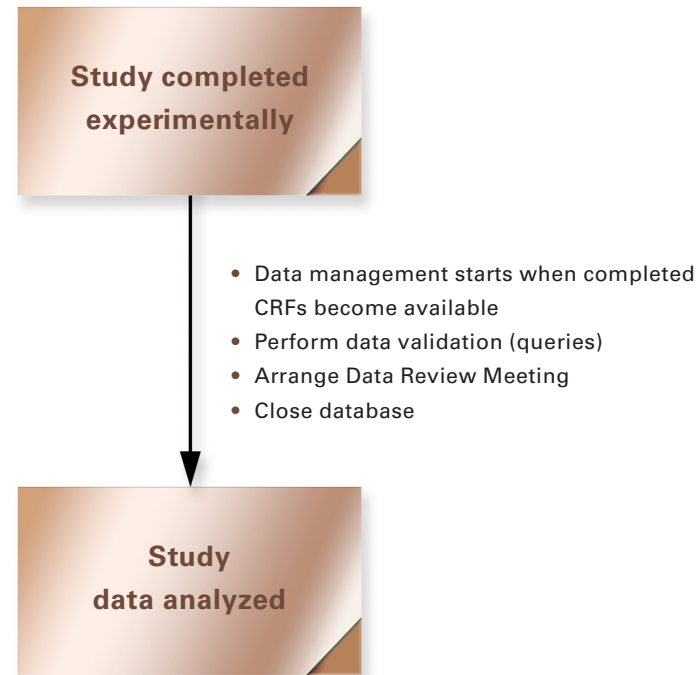 Study completed
experimentally
• Data management starts when completed
CRFs become available
• Perform data validation (queries)
• Arrange Data Review Meeting
• Close database
Study
data analyzed